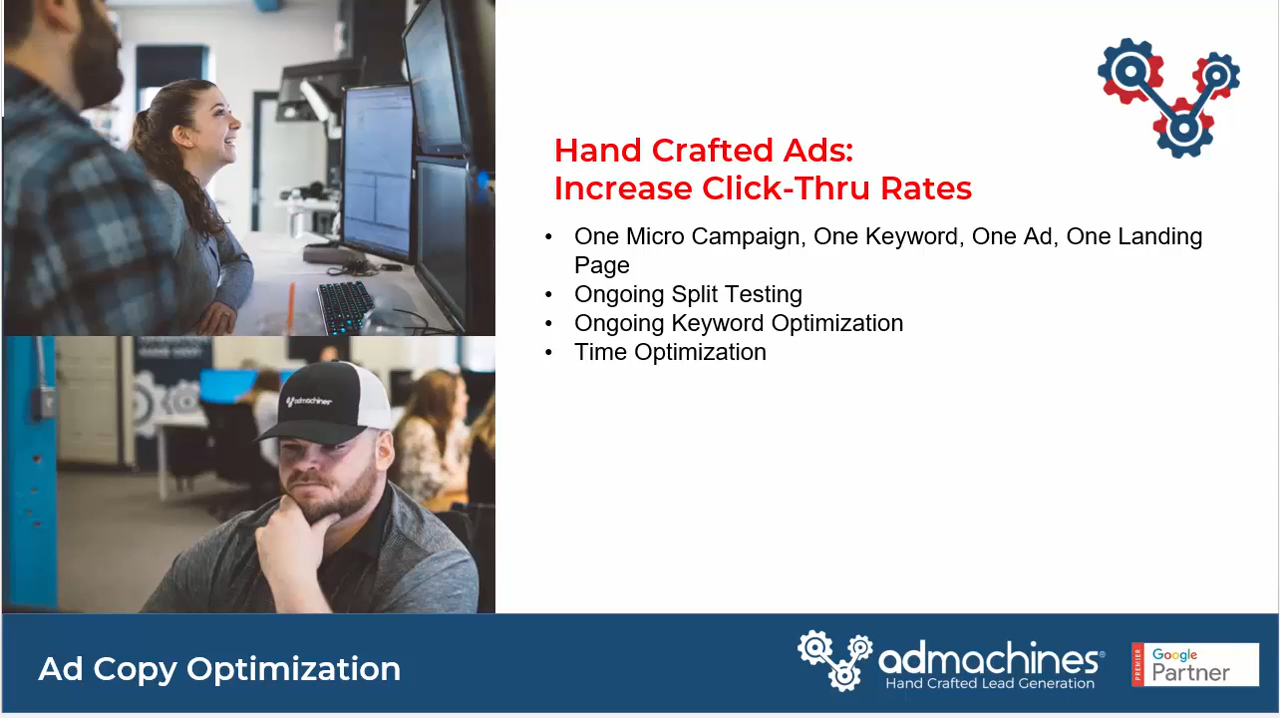 Hand Crafted Ads:
Increase Click-Thru Rates
• One Micro Campaign, One Keyword, One Ad, One Landing
Page
• Ongoing Split Testing
• Ongoing Keyword Optimization
• Time Optimization
admachines
Ad Copy Optimization
admachines®
Hand Crafted Lead Generation
PREMIER
Google
Partner